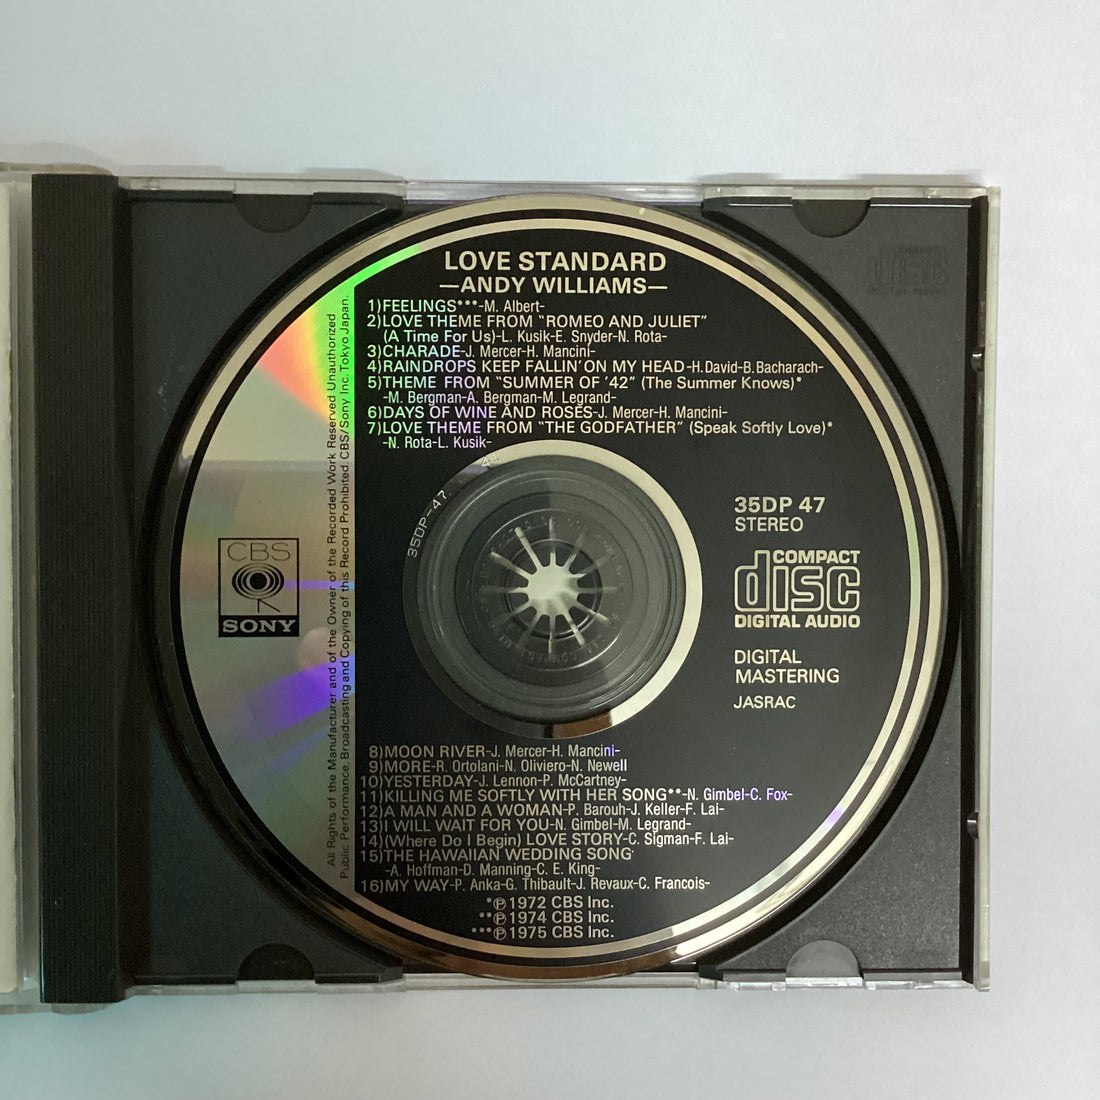 LOVE STANDARD
—ANDY WILLIAMS—
1)FEELINGS***-M. Albert-
2)LOVE THEME FROM "ROMEO AND JULIET"
(A Time For Us)-L. Kusik-E. Snyder-N. Rota-
3)CHARADE-J. Mercer-H. Mancini-
4)RAINDROPS KEEP FALLIN' ON MY HEAD-H.David-B.Bacharach-
5)THEME FROM "SUMMER OF '42" (The Summer Knows)*
-M. Bergman-A. Bergman-M. Legrand-
6)DAYS OF WINE AND ROSES-J. Mercer-H. Mancini-
7)LOVE THEME FROM "THE GODFATHER" (Speak Softly Love)*
-N. Rota-L. Kusik-
35DP-47
35DP 47
STEREO
COMPACT
disc
DIGITAL AUDIO
DIGITAL
MASTERING
JASRAC
CBS
SONY
All Rights of the Manufacturer and of the Owner of the Recorded Work Reserved Unauthorized
Public Performance, Broadcasting and Copying of this Record Prohibited. CBS/Sony Inc. Tokyo Japan.
8)MOON RIVER-J. Mercer-H. Mancini-
9)MORE-R. Ortolani-N. Oliviero-N. Newell
10)YESTERDAY-J. Lennon-P. McCartney-
11)KILLING ME SOFTLY WITH HER SONG**-N. Gimbel-C. Fox-
12)A MAN AND A WOMAN-P. Barouh-J. Keller-F. Lai-
13)I WILL WAIT FOR YOU-N. Gimbel-M. Legrand-
14)(Where Do I Begin) LOVE STORY-C. Sigman-F. Lai-
15)THE HAWAIIAN WEDDING SONG
-A. Hoffman-D. Manning-C. E. King-
16)MY WAY-P. Anka-G. Thibault-J. Revaux-C. Francois-
*℗1972 CBS Inc.
**℗1974 CBS Inc.
***℗1975 CBS Inc.